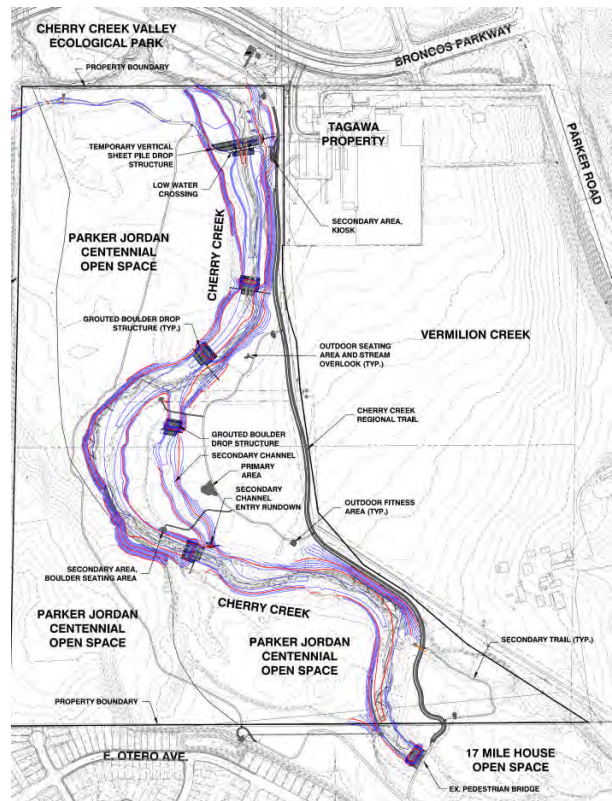 CHERRY CREEK VALLEY
ECOLOGICAL PARK
PROPERTY BOUNDARY
BRONCOS PARKWAY
PARKER ROAD
TAGAWA
PROPERTY
TEMPORARY VERTICAL
SHEET PILE DROP
STRUCTURE
LOW WATER
CROSSING
SECONDARY AREA,
KIOSK
PARKER JORDAN
CENTENNIAL
OPEN SPACE
CHERRY CREEK
GROUTED BOULDER DROP
STRUCTURE (TYP.)
OUTDOOR SEATING
AREA AND STREAM
OVERLOOK (TYP.)
VERMILION CREEK
CHERRY CREEK
REGIONAL TRAIL
GROUTED BOULDER
DROP STRUCTURE
SECONDARY CHANNEL
PRIMARY
AREA
SECONDARY
CHANNEL
ENTRY RUNDOWN
OUTDOOR FITNESS
AREA (TYP.)
SECONDARY AREA,
BOULDER SEATING AREA
CHERRY CREEK
PARKER JORDAN
CENTENNIAL
OPEN SPACE
PARKER JORDAN
CENTENNIAL
OPEN SPACE
SECONDARY TRAIL (TYP.)
PROPERTY BOUNDARY
E. OTERO AVE.
17 MILE HOUSE
OPEN SPACE
EX. PEDESTRIAN BRIDGE